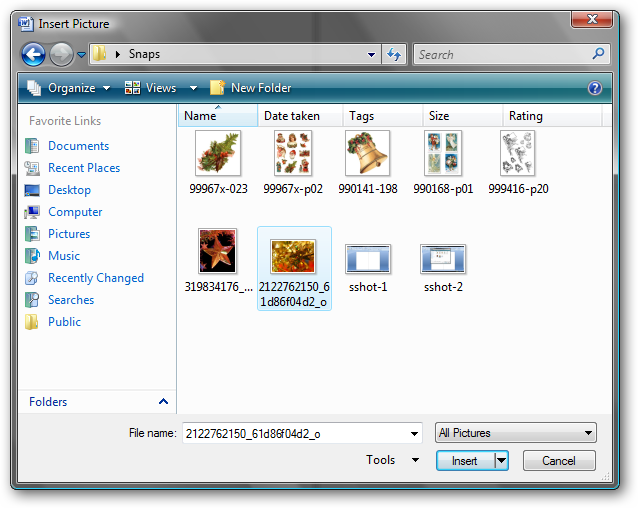 Insert Picture
Snaps
Search
Organize Views New Folder
Favorite Links
Documents
Recent Places
Desktop
Computer
Pictures
Music
Recently Changed
Searches
Public
Folders
Name Date taken Tags Size Rating
99967x-023 99967x-p02 990141-198 990168-p01 999416-p20
319834176_... 2122762150_6 sshot-1 sshot-2
1d86f04d2_o
File name: 2122762150_61d86f04d2_o All Pictures
Tools Insert Cancel